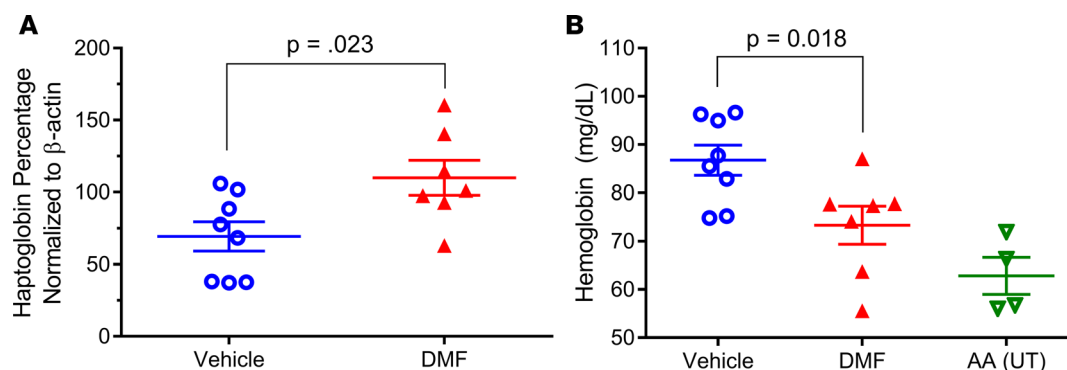 A
Haptoglobin Percentage
Normalized to β-actin
200
150
100
50
0
p = .023
Vehicle
DMF
B
Hemoglobin (mg/dL)
110
100
90
80
70
60
50
p = 0.018
Vehicle
DMF
AA (UT)